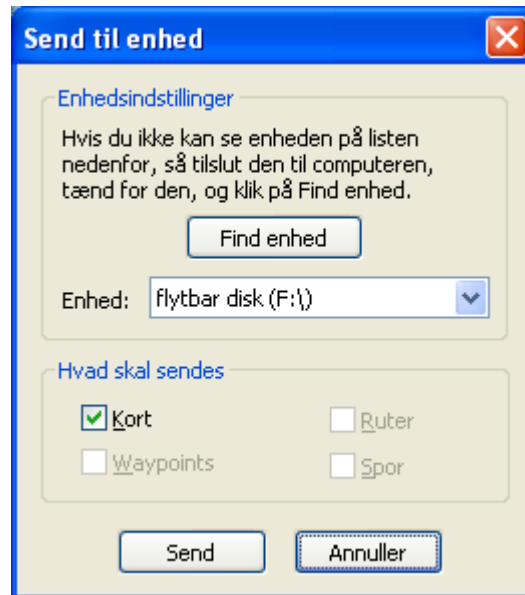 Send til enhed
Enhedsindstillinger
Hvis du ikke kan se enheden på listen
nedenfor, så tilslut den til computeren,
tænd for den, og klik på Find enhed.
Find enhed
Enhed: flytbar disk (F:\)
Hvad skal sendes
Kort Ruter
Waypoints Spor
Send Annuller